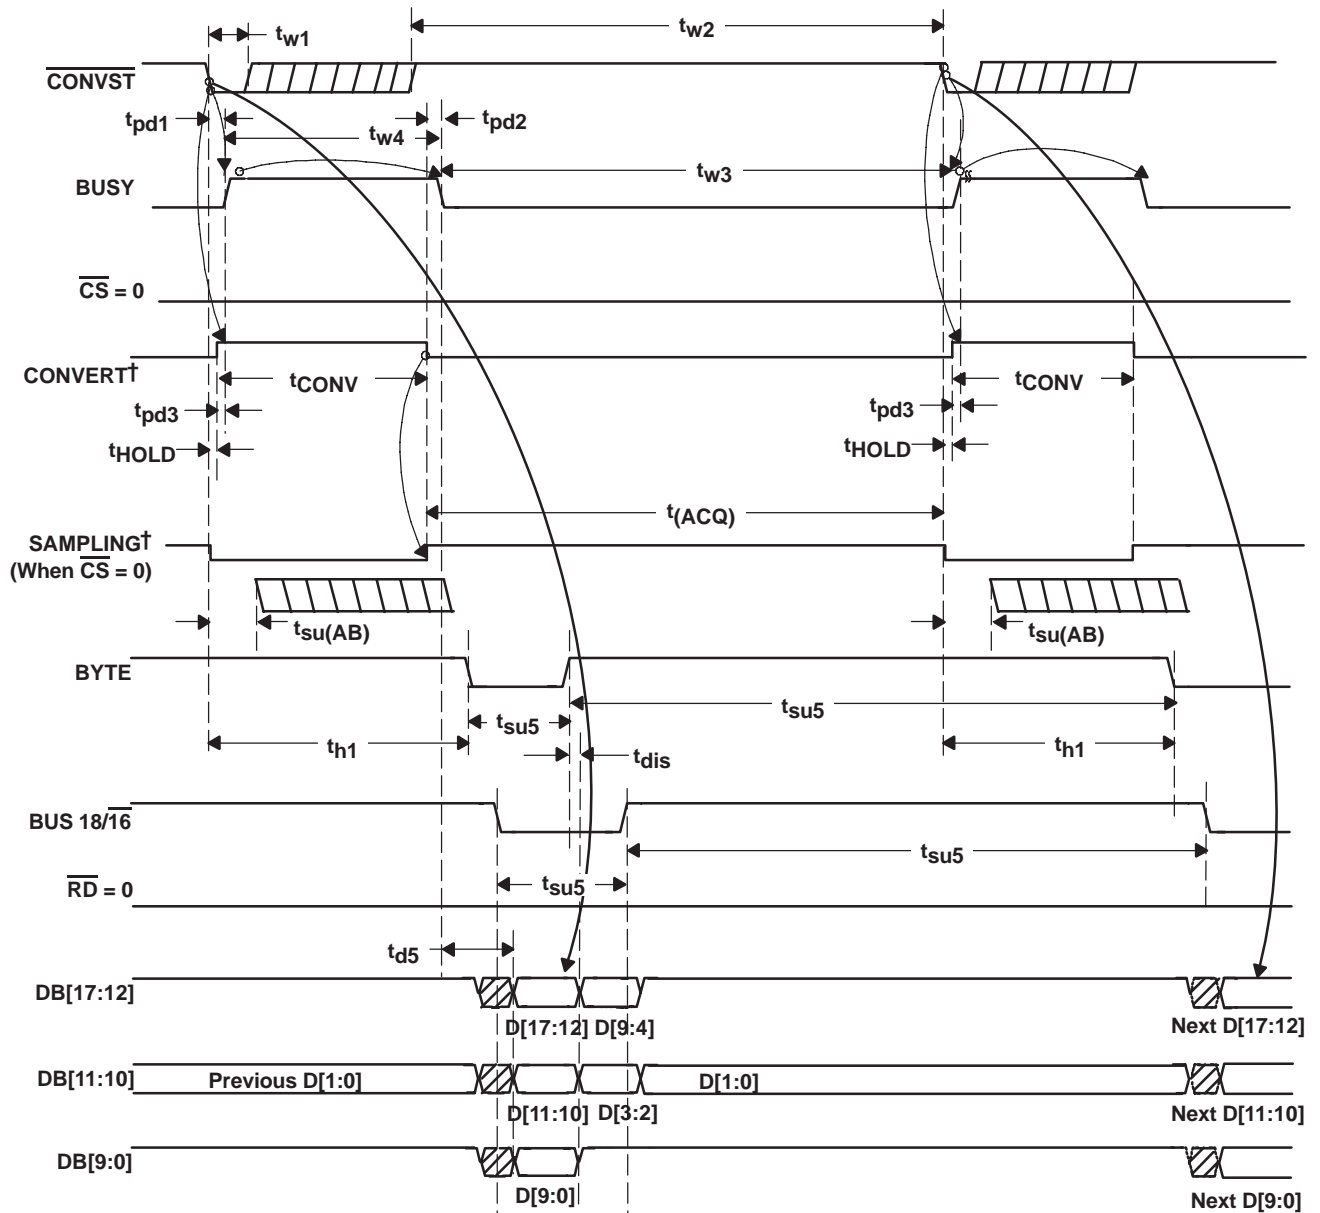 tw1
tw2
CONVST
tpd1
tw4
tpd2
tw3
BUSY
CS = 0
CONVERT†
tCONV
tCONV
tpd3
tpd3
tHOLD
tHOLD
t(ACQ)
SAMPLING†
(When CS = 0)
tsu(AB)
tsu(AB)
BYTE
tsu5
tsu5
th1
tdis
th1
BUS 18/16
tsu5
tsu5
RD = 0
td5
DB[17:12]
D[17:12] D[9:4]
Next D[17:12]
DB[11:10]
Previous D[1:0]
D[1:0]
D[11:10] D[3:2]
Next D[11:10]
DB[9:0]
D[9:0]
Next D[9:0]